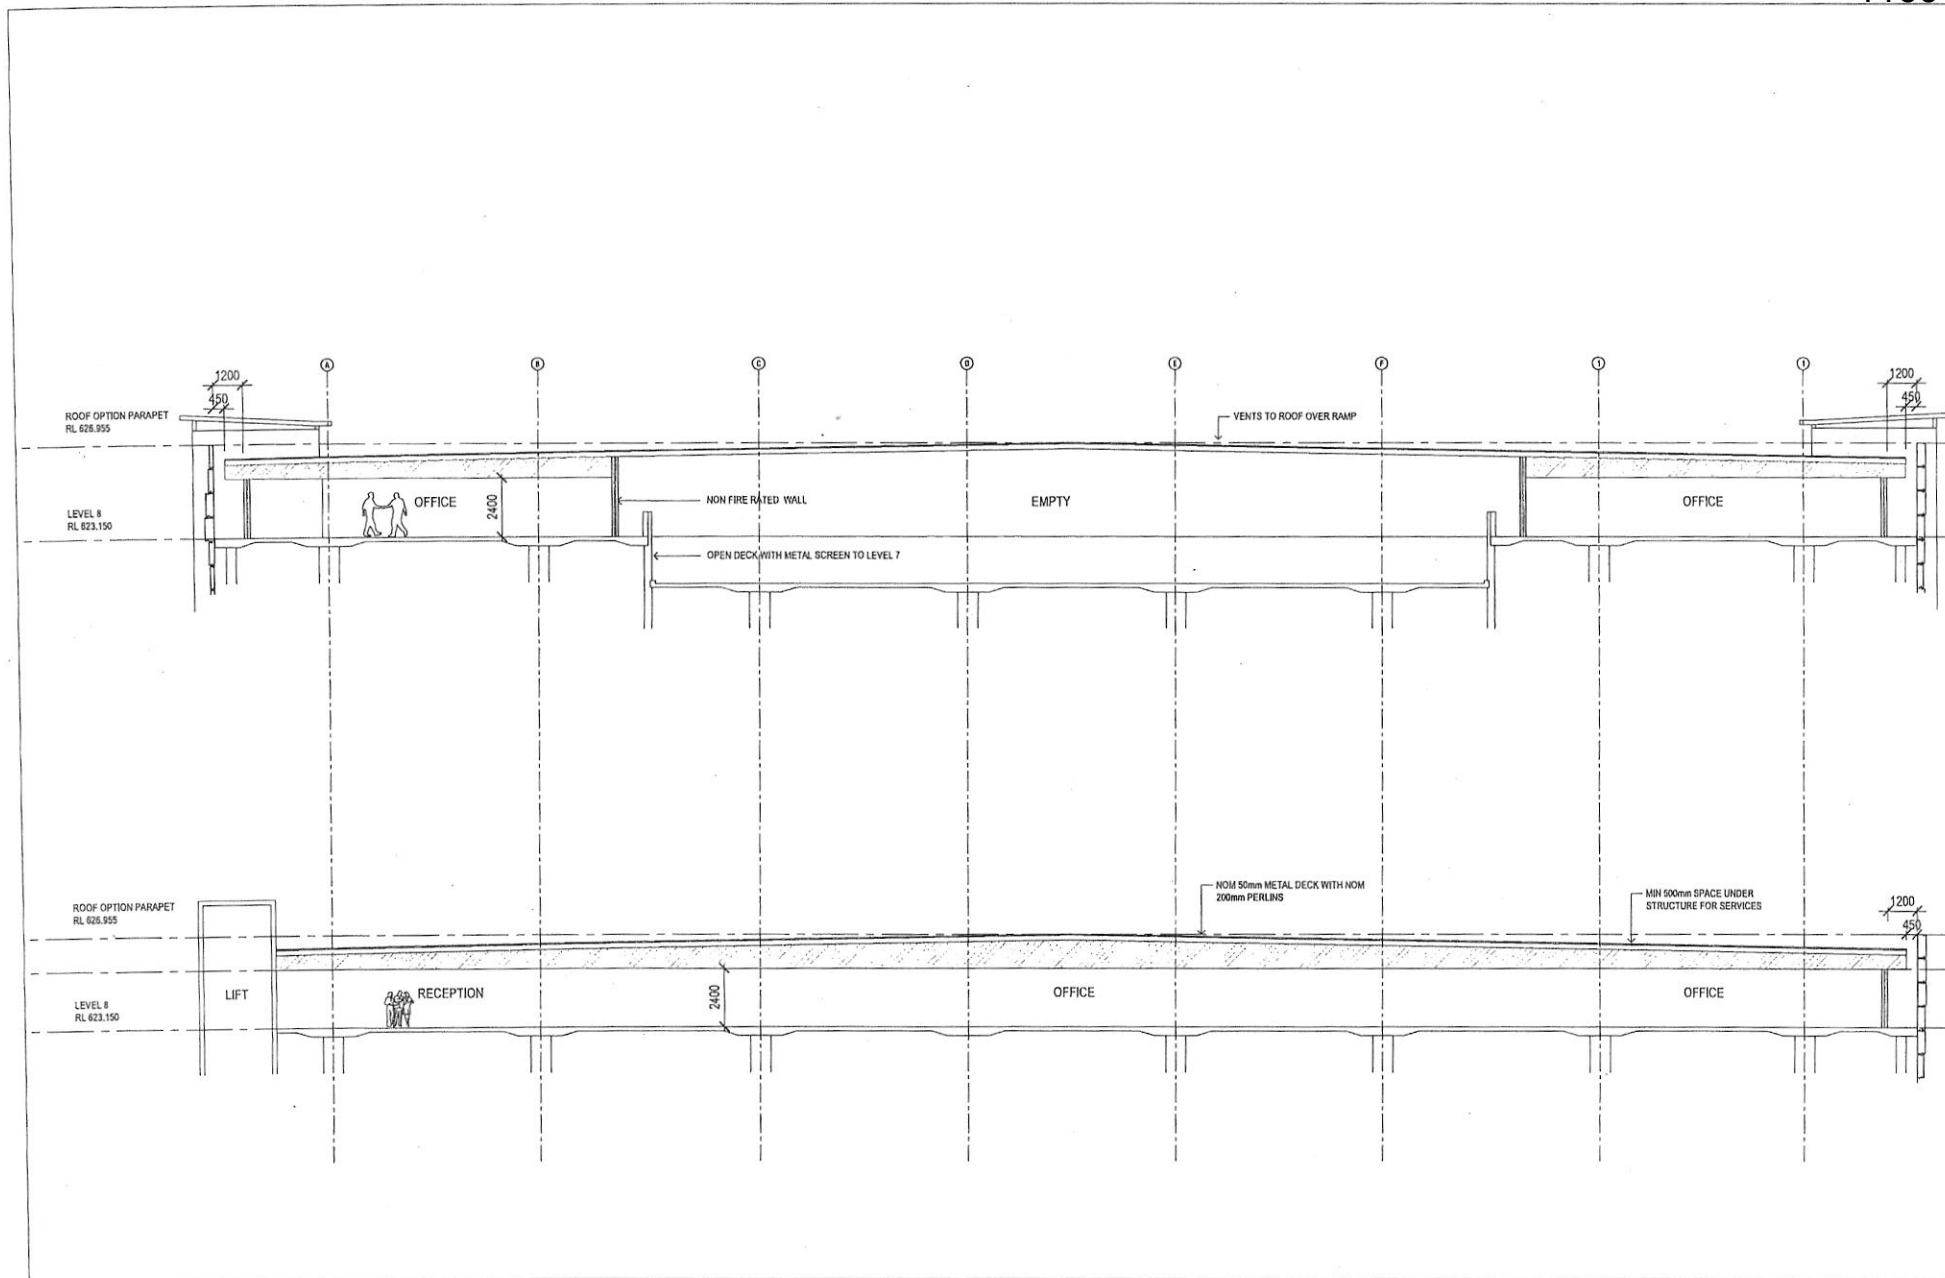 A
B
C
D
E
F
1
1
1200
450
1200
450
ROOF OPTION PARAPET
RL 626.955
VENTS TO ROOF OVER RAMP
OFFICE
2400
NON FIRE RATED WALL
EMPTY
OFFICE
LEVEL 8
RL 623.150
OPEN DECK WITH METAL SCREEN TO LEVEL 7
NOM 50mm METAL DECK WITH NOM
200mm PERLINS
MIN 500mm SPACE UNDER
STRUCTURE FOR SERVICES
1200
450
ROOF OPTION PARAPET
RL 626.955
LIFT
RECEPTION
2400
OFFICE
OFFICE
LEVEL 8
RL 623.150